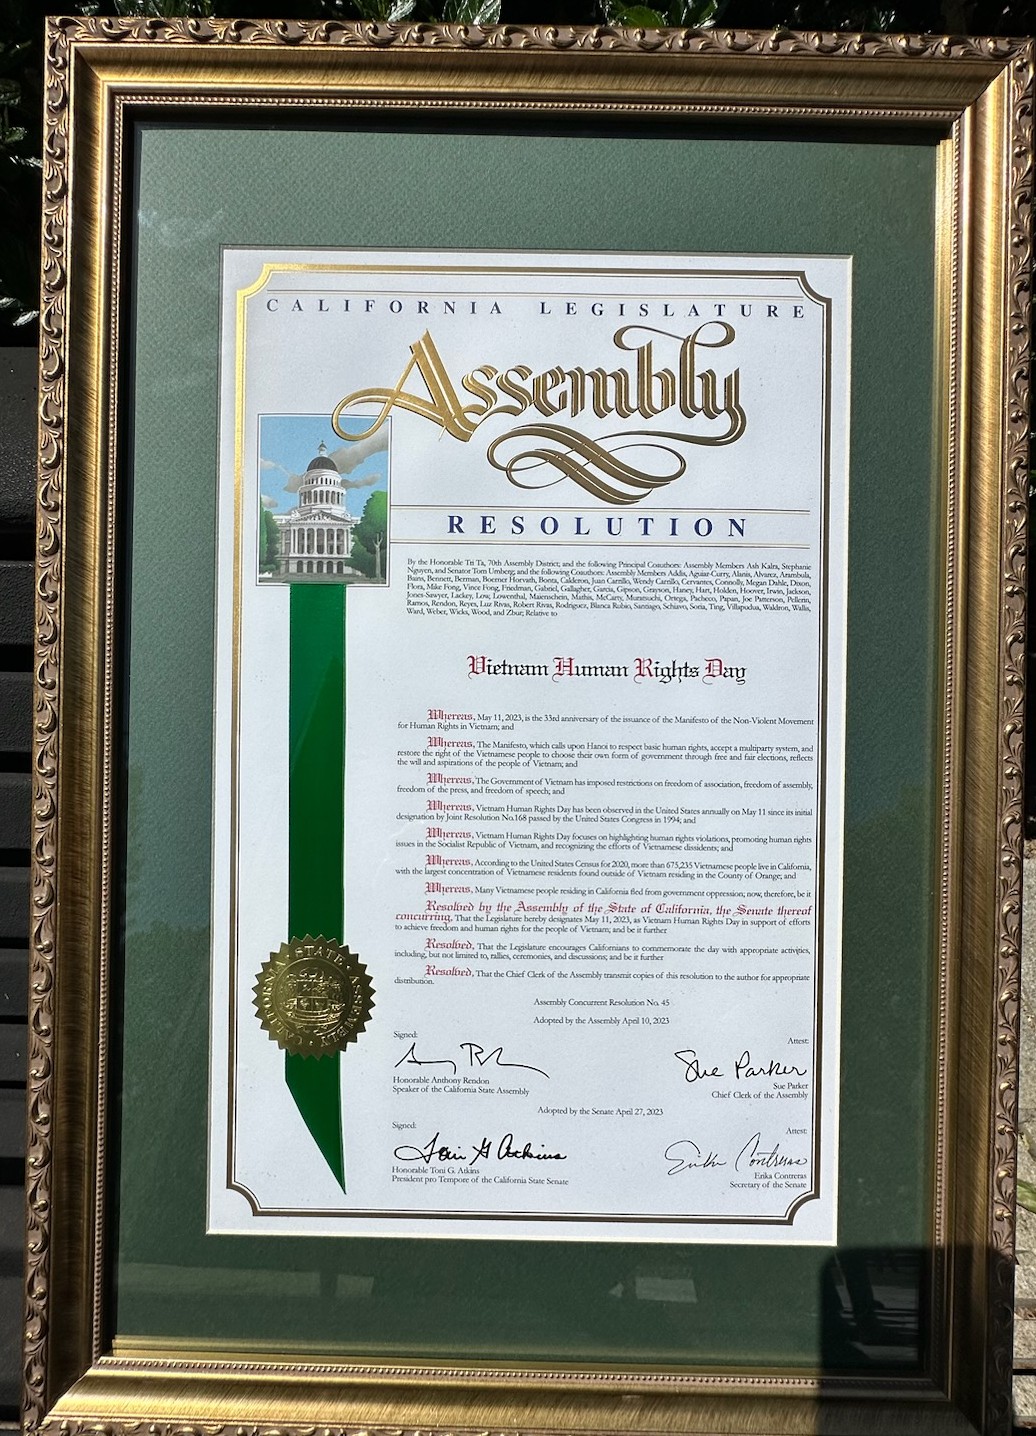 CALIFORNIA LEGISLATURE
Assembly
RESOLUTION
By the Honorable Tri Ta, 70th Assembly District; and the following Principal Coauthors: Assembly Members Ash Kalra, Stephanie
Nguyen, and Senator Tom Umberg; and the following Coauthors: Assembly Members Addis, Aguiar-Curry, Alanis, Alvarez, Arambula,
Bains, Bennett, Berman, Boerner Horvath, Bonta, Calderon, Juan Carrillo, Wendy Carrillo, Cervantes, Connolly, Megan Dahle, Dixon,
Flora, Mike Fong, Vince Fong, Friedman, Gabriel, Gallagher, Garcia, Gipson, Grayson, Haney, Hart, Holden, Hoover, Irwin, Jackson,
Jones-Sawyer, Lackey, Low, Lowenthal, Maienschein, Mathis, McCarty, Muratsuchi, Ortega, Pacheco, Papan, Joe Patterson, Pellerin,
Ramos, Rendon, Reyes, Luz Rivas, Robert Rivas, Rodriguez, Blanca Rubio, Santiago, Schiavo, Soria, Ting, Villapudua, Waldron, Wallis,
Ward, Weber, Wicks, Wood, and Zbur; Relative to
Vietnam Human Rights Day
Whereas, May 11, 2023, is the 33rd anniversary of the issuance of the Manifesto of the Non-Violent Movement
for Human Rights in Vietnam; and
Whereas, The Manifesto, which calls upon Hanoi to respect basic human rights, accept a multiparty system, and
restore the right of the Vietnamese people to choose their own form of government through free and fair elections, reflects
the will and aspirations of the people of Vietnam; and
Whereas, The Government of Vietnam has imposed restrictions on freedom of association, freedom of assembly,
freedom of the press, and freedom of speech; and
Whereas, Vietnam Human Rights Day has been observed in the United States annually on May 11 since its initial
designation by Joint Resolution No.168 passed by the United States Congress in 1994; and
Whereas, Vietnam Human Rights Day focuses on highlighting human rights violations, promoting human rights
issues in the Socialist Republic of Vietnam, and recognizing the efforts of Vietnamese dissidents; and
Whereas, According to the United States Census for 2020, more than 675,235 Vietnamese people live in California,
with the largest concentration of Vietnamese residents found outside of Vietnam residing in the County of Orange; and
Whereas, Many Vietnamese people residing in California fled from government oppression; now, therefore, be it
Resolved by the Assembly of the State of California, the Senate thereof
concurring, That the Legislature hereby designates May 11, 2023, as Vietnam Human Rights Day in support of efforts
to achieve freedom and human rights for the people of Vietnam; and be it further
Resolved, That the Legislature encourages Californians to commemorate the day with appropriate activities,
including, but not limited to, rallies, ceremonies, and discussions; and be it further
Resolved, That the Chief Clerk of the Assembly transmit copies of this resolution to the author for appropriate
distribution.
Assembly Concurrent Resolution No. 45
Adopted by the Assembly April 10, 2023
Signed:
Attest:
Sue Parker
Honorable Anthony Rendon
Speaker of the California State Assembly
Sue Parker
Chief Clerk of the Assembly
Adopted by the Senate April 27, 2023
Signed:
Attest:
Toni G Atkins
Erika Contreras
Honorable Toni G. Atkins
President pro Tempore of the California State Senate
Erika Contreras
Secretary of the Senate
CALIFORNIA STATE ASSEMBLY